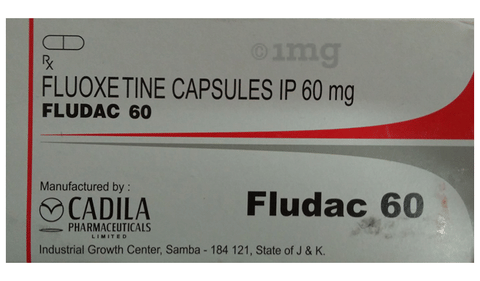 ©1mg
Rx
FLUOXETINE CAPSULES IP 60 mg
FLUDAC 60
Manufactured by :
CADILA
PHARMACEUTICALS
LIMITED
Fludac 60
Industrial Growth Center, Samba - 184 121, State of J & K.